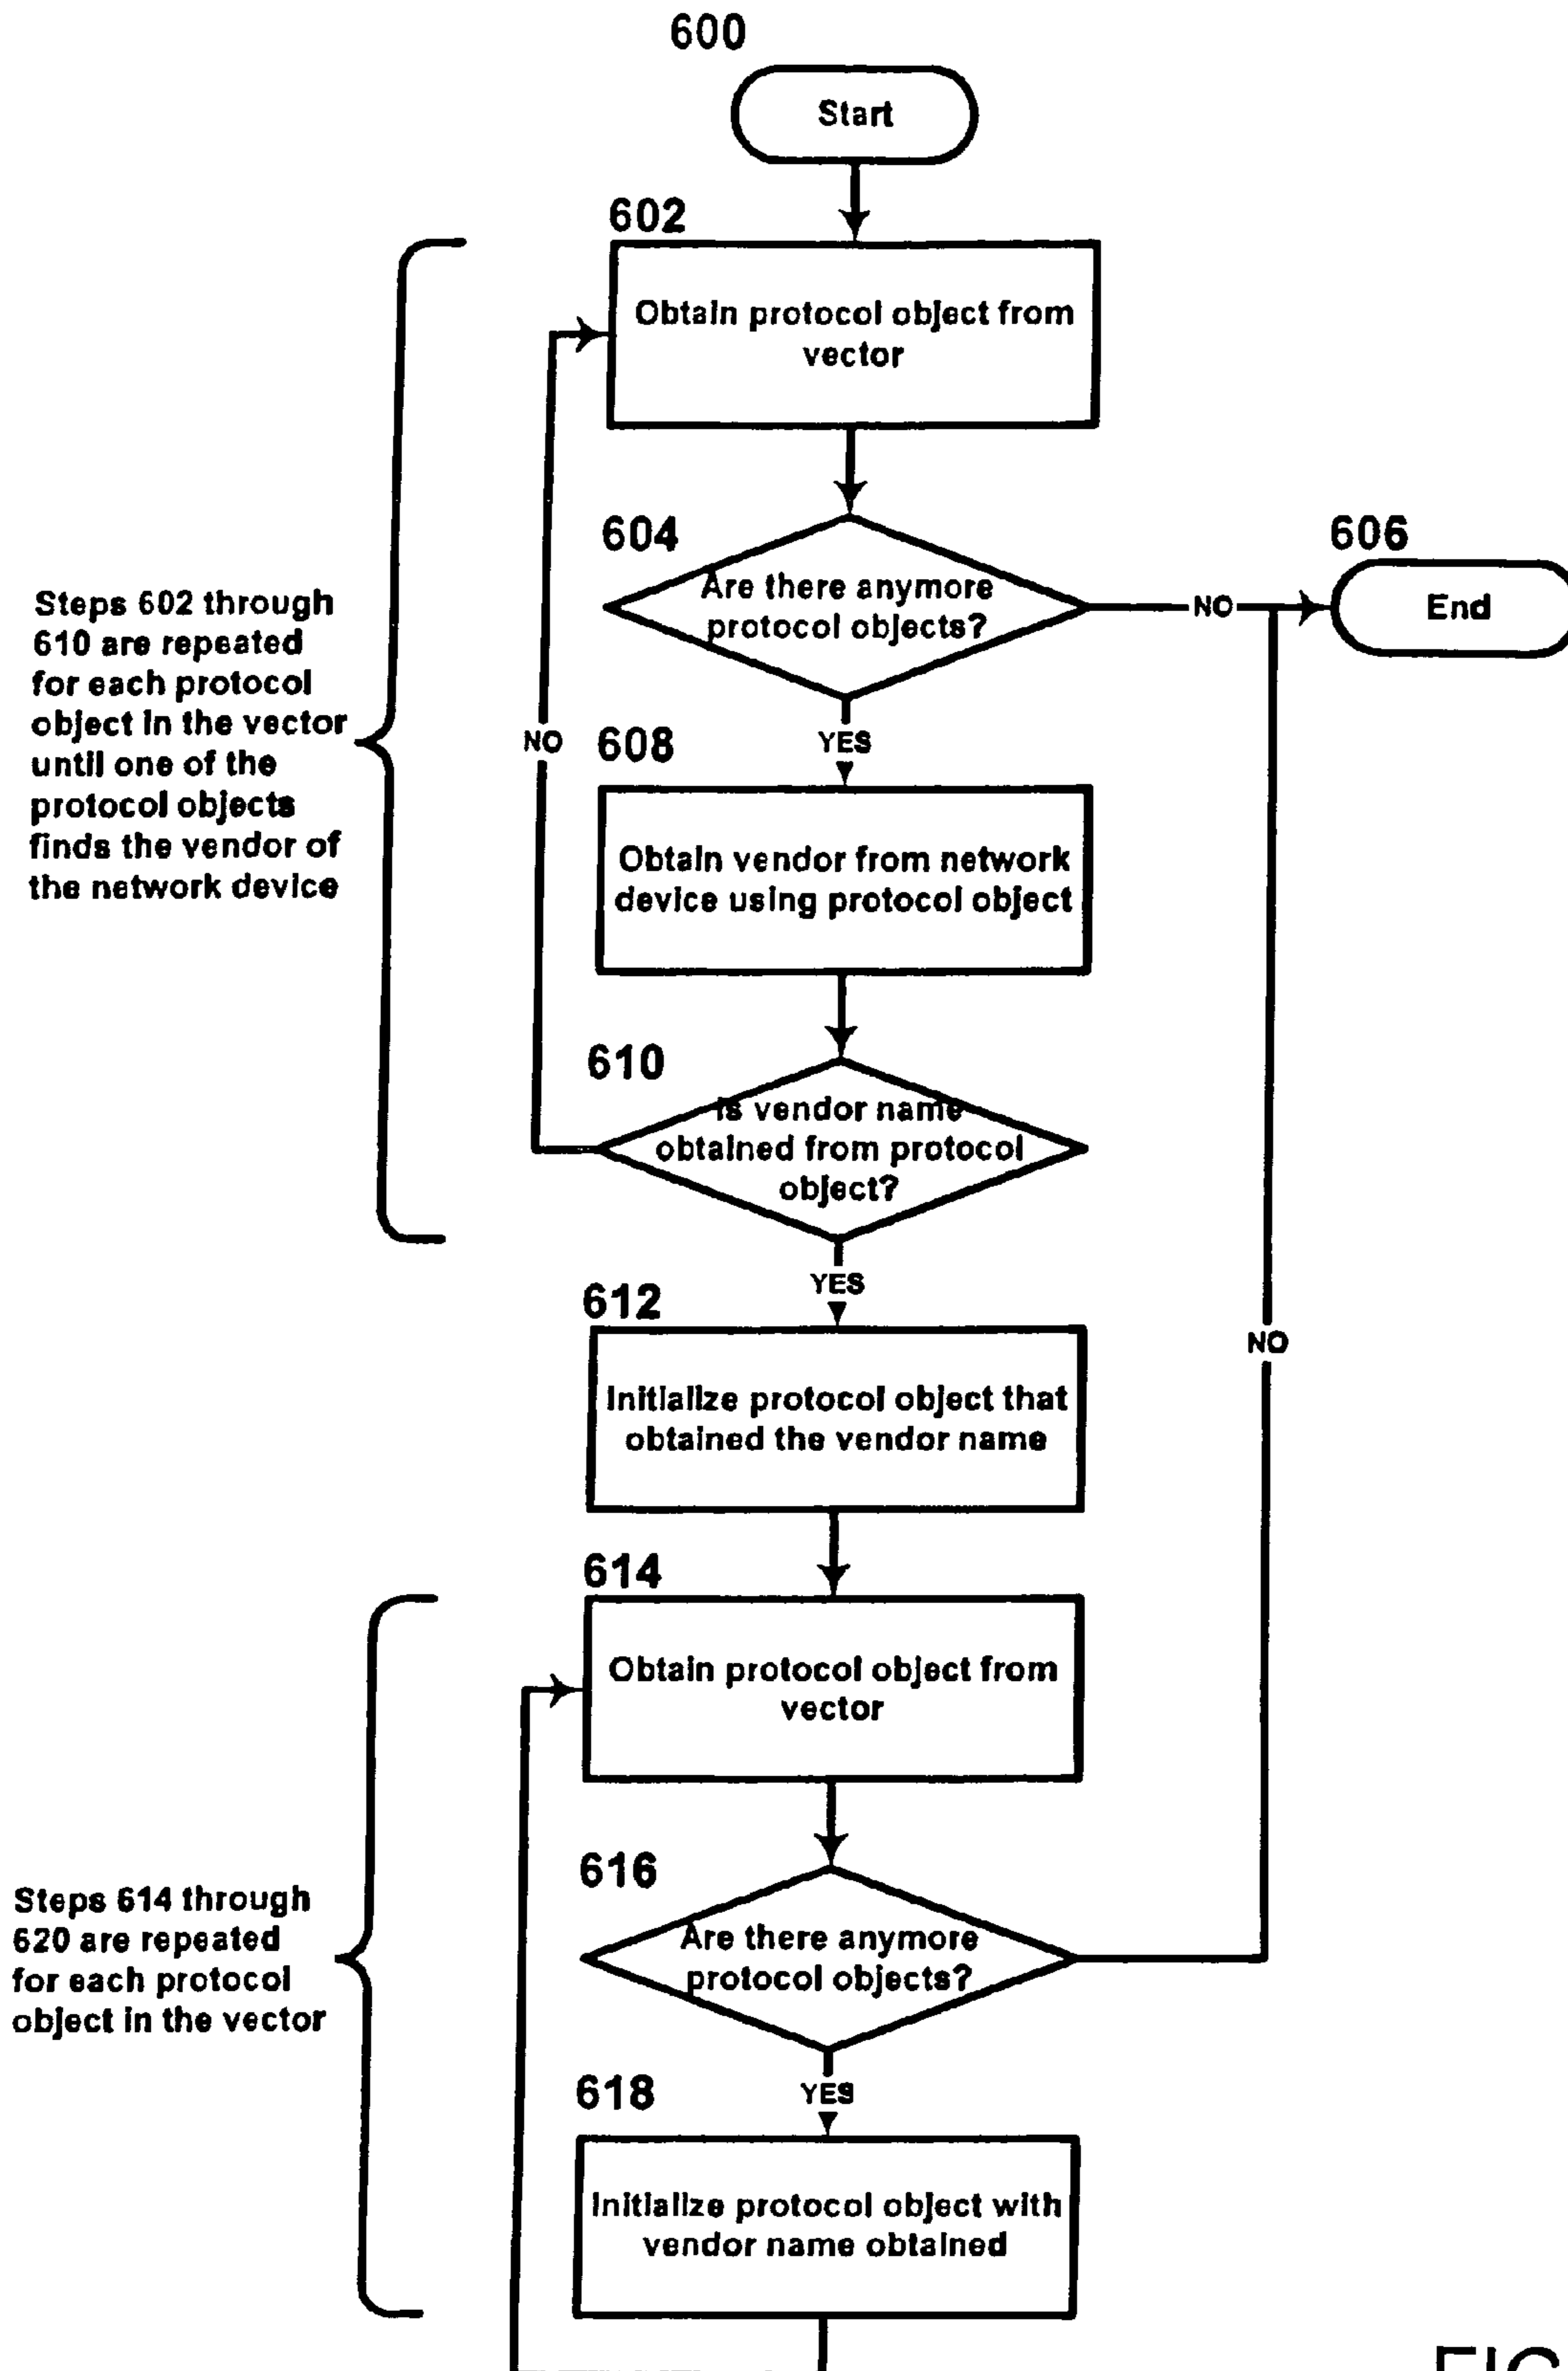 600
Start
602
Obtain protocol object from
vector
604
Are there anymore
protocol objects?
NO
606
End
Steps 602 through
610 are repeated
for each protocol
object in the vector
until one of the
protocol objects
finds the vendor of
the network device
NO
YES
608
Obtain vendor from network
device using protocol object
610
Is vendor name
obtained from protocol
object?
YES
612
Initialize protocol object that
obtained the vendor name
NO
614
Obtain protocol object from
vector
616
Are there anymore
protocol objects?
Steps 614 through
620 are repeated
for each protocol
object in the vector
YES
618
Initialize protocol object with
vendor name obtained
FIG